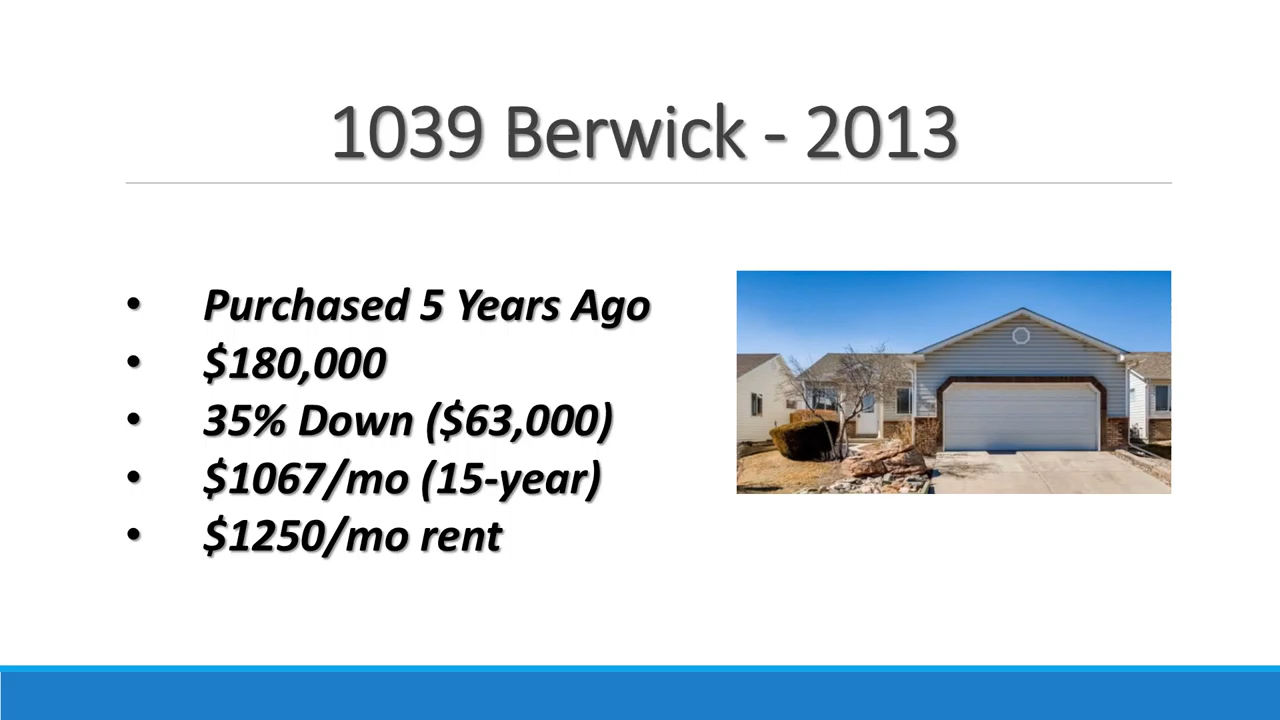 1039 Berwick - 2013
• Purchased 5 Years Ago
• $180,000
• 35% Down ($63,000)
• $1067/mo (15-year)
• $1250/mo rent